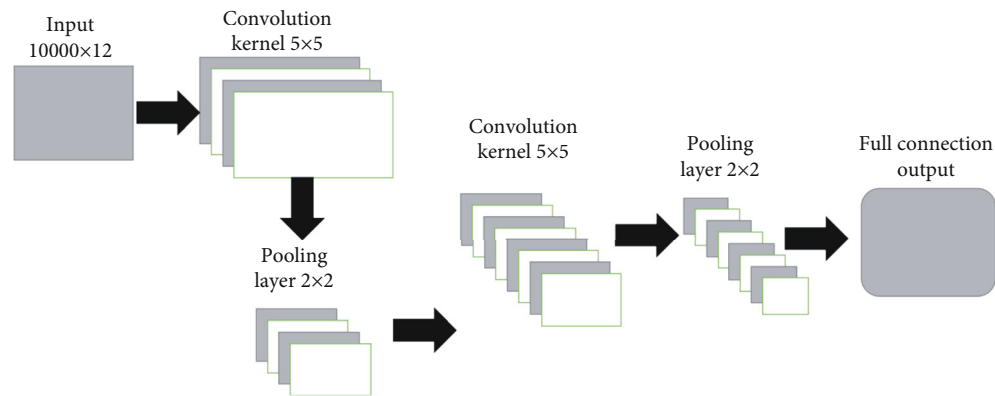 Input
10000×12
Convolution
kernel 5×5
Pooling
layer 2×2
Convolution
kernel 5×5
Pooling
layer 2×2
Full connection
output